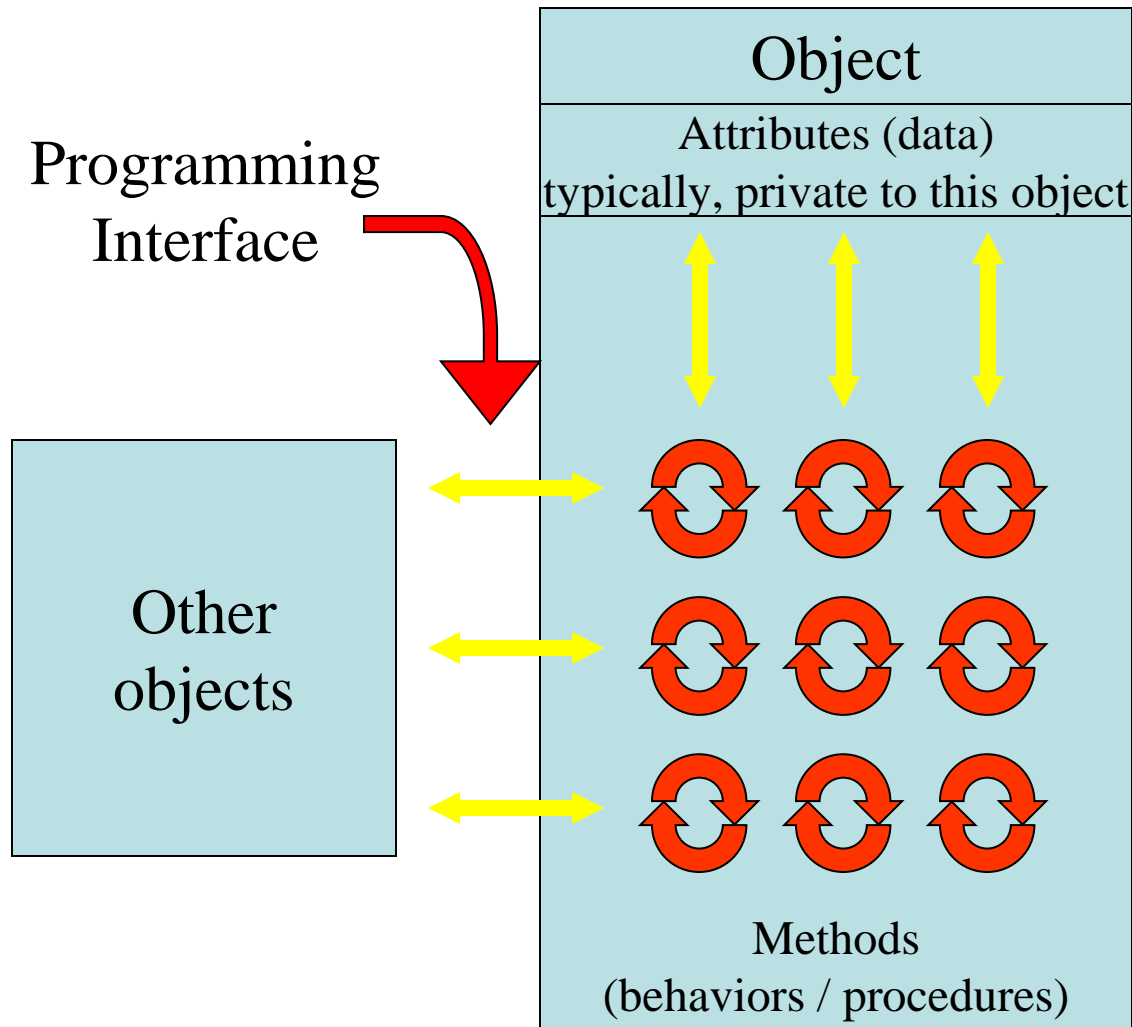 Object
Attributes (data)
typically, private to this object
Programming
Interface
Other
objects
Methods
(behaviors / procedures)